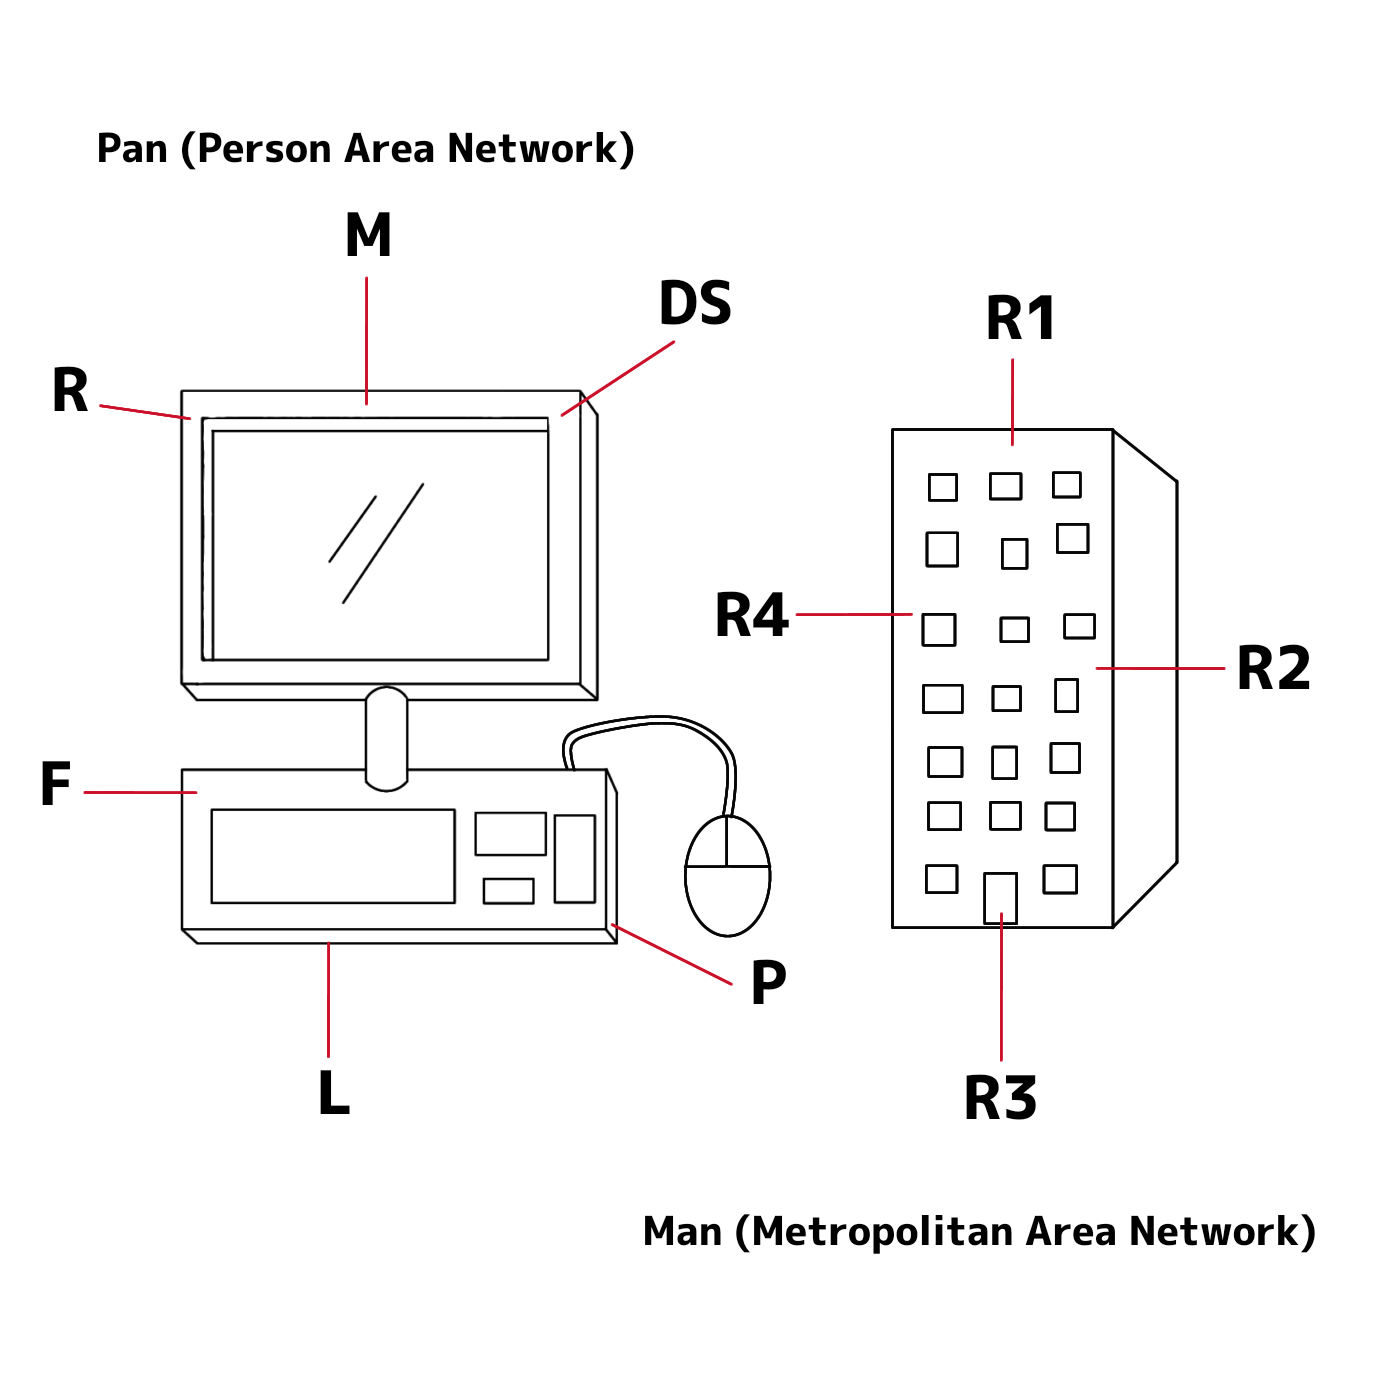 Pan (Person Area Network)
M
DS
R1
R
R4
R2
F
P
L
R3
Man (Metropolitan Area Network)